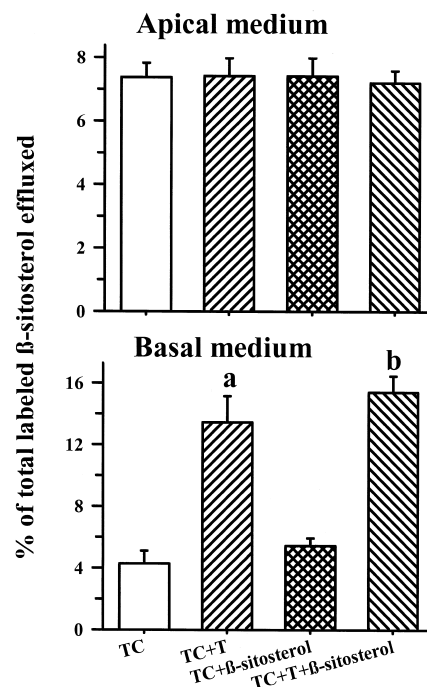 Apical medium
% of total labeled ß-sitosterol effluxed
8
6
4
2
0
Basal medium
16
12
8
4
0
a
b
TC
TC+T
TC+ß-sitosterol
TC+T+ß-sitosterol